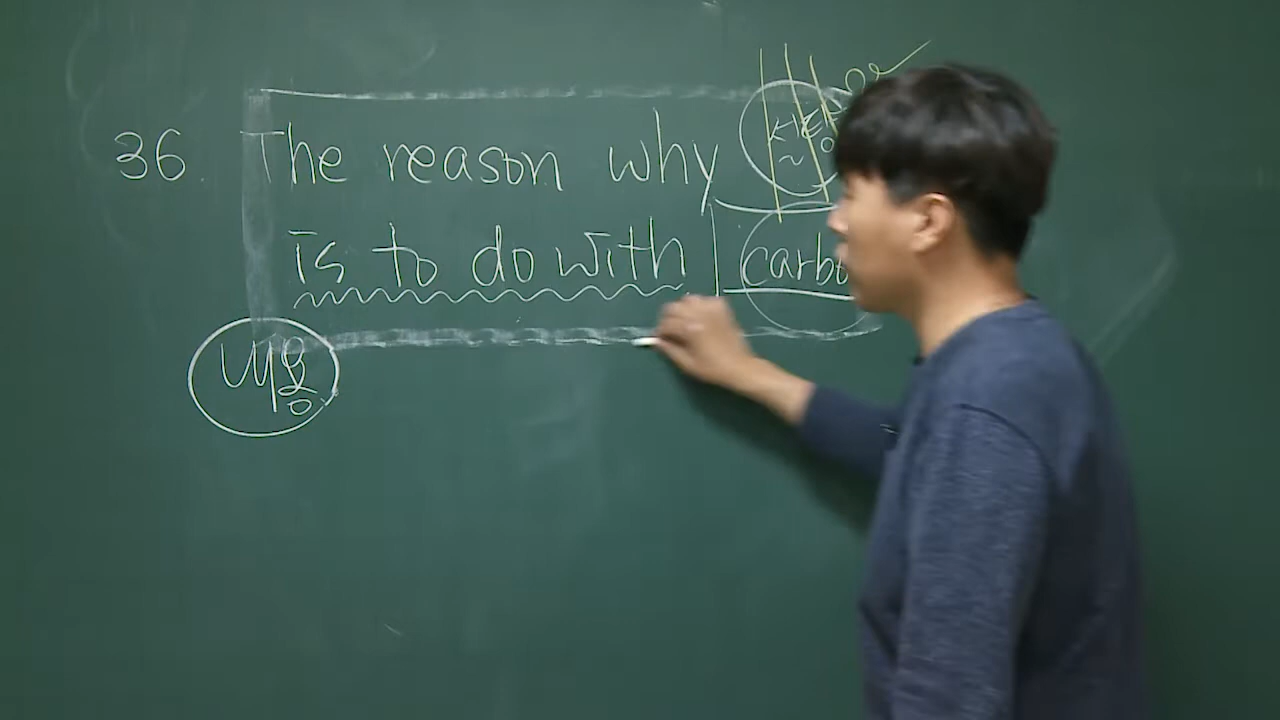 36. The reason why
is to do with carbo
내용